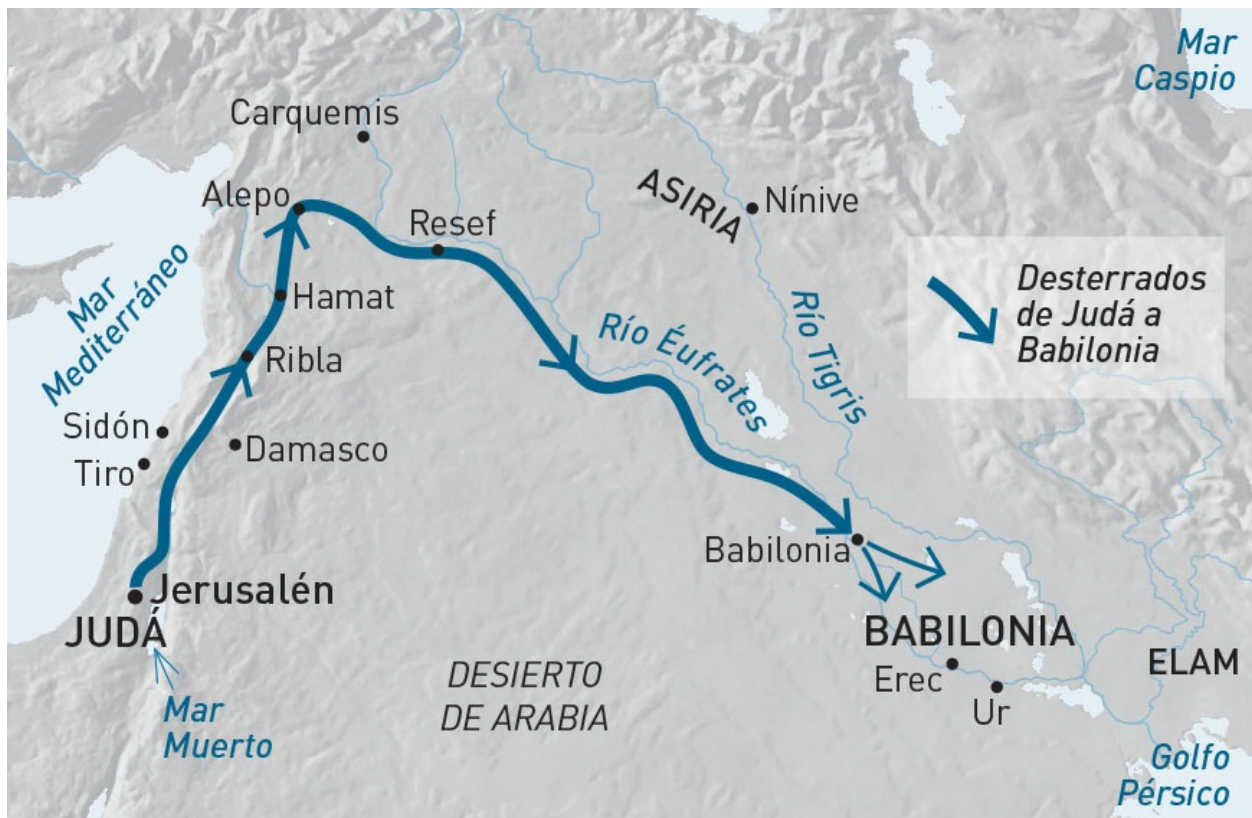 Mar
Caspio
Carquemis
Alepo
Resef
ASIRIA
Nínive
Mar
Mediterráneo
Hamat
Ribla
Río Éufrates
Río Tigris
Desterrados
de Judá a
Babilonia
Sidón
Tiro
Damasco
Babilonia
Jerusalén
JUDÁ
BABILONIA
Erec
Ur
ELAM
DESIERTO
DE ARABIA
Mar
Muerto
Golfo
Pérsico